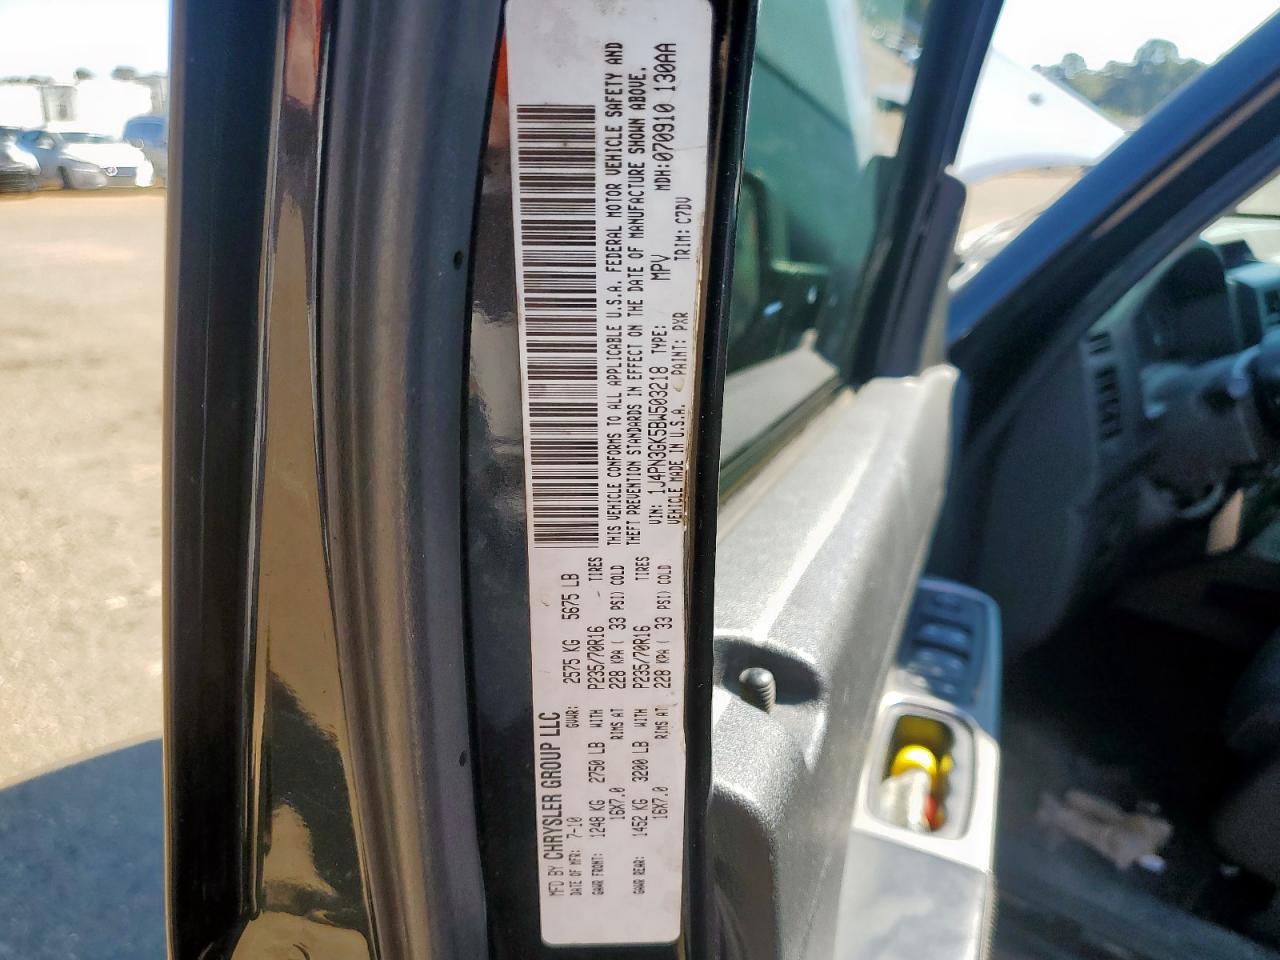 MFD BY CHRYSLER GROUP LLC
DATE OF MFR: 7-10 GVWR: 2575 KG 5675 LB
GAWR FRONT: 1248 KG 2750 LB WITH P235/70R16 TIRES
16X7.0 RIMS AT 228 KPA ( 33 PSI) COLD
GAWR REAR: 1452 KG 3200 LB WITH P235/70R16 TIRES
16X7.0 RIMS AT 228 KPA ( 33 PSI) COLD
THIS VEHICLE CONFORMS TO ALL APPLICABLE U.S.A. FEDERAL MOTOR VEHICLE SAFETY AND
THEFT PREVENTION STANDARDS IN EFFECT ON THE DATE OF MANUFACTURE SHOWN ABOVE.
VIN: 1J4PN3GK5BW503218 TYPE: MPV MDH:070910 130AA
VEHICLE MADE IN U.S.A. PAINT: PXR TRIM: C7DV